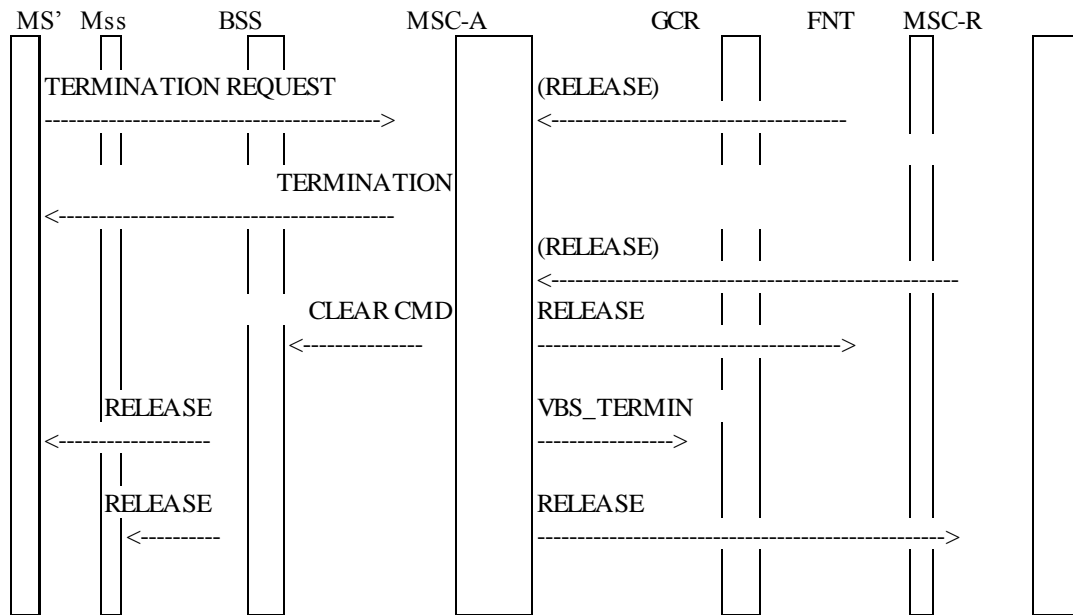 MS’ Mss BSS MSC-A GCR FNT MSC-R
TERMINATION REQUEST (RELEASE)
TERMINATION
(RELEASE)
CLEAR CMD RELEASE
RELEASE VBS_TERMIN
RELEASE RELEASE